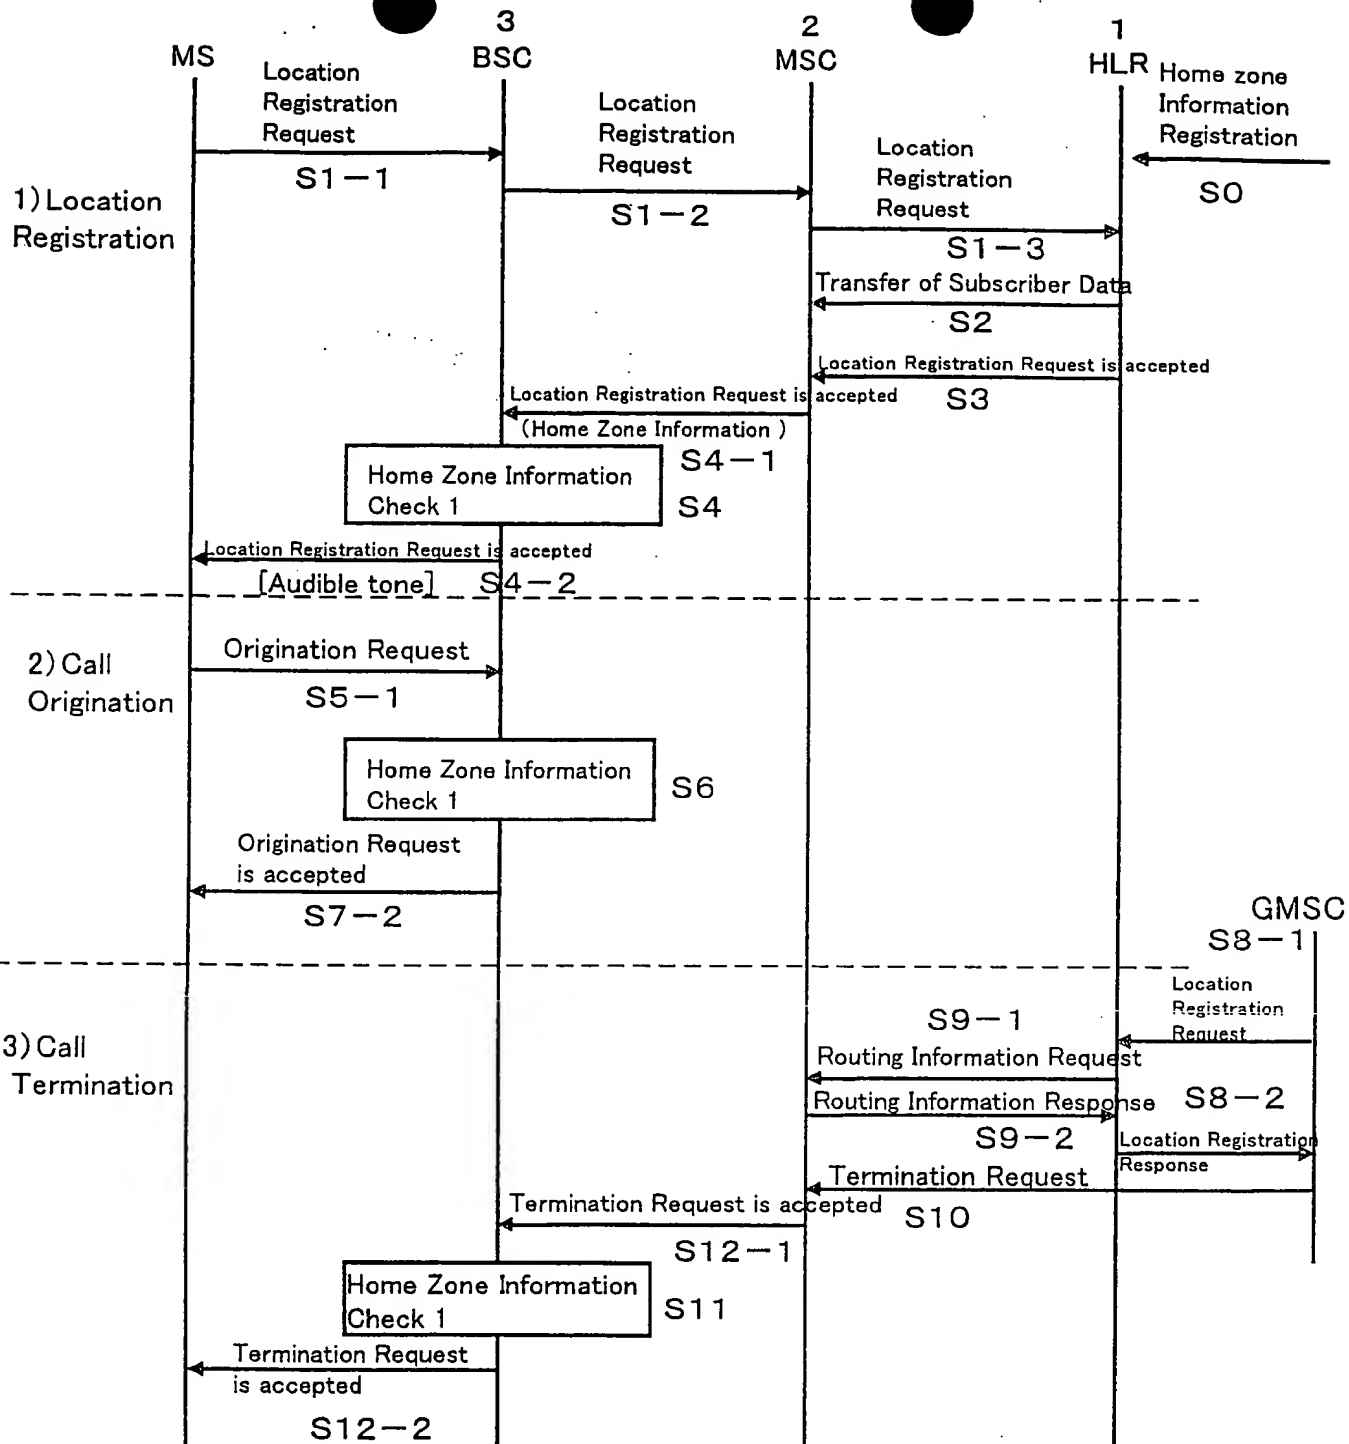 3
2
1
MS
BSC
MSC
HLR
Location
Registration
Request
S1-1
Location
Registration
Request
S1-2
Location
Registration
Request
S1-3
Home zone
Information
Registration
S0
1) Location
Registration
Transfer of Subscriber Data
S2
Location Registration Request is accepted
S3
Location Registration Request is accepted
(Home Zone Information )
S4-1
Home Zone Information
Check 1
S4
Location Registration Request is accepted
[Audible tone]
S4-2
2) Call
Origination
Origination Request
S5-1
Home Zone Information
Check 1
S6
Origination Request
is accepted
S7-2
GMSC
S8-1
3) Call
Termination
Location
Registration
Request
S9-1
Routing Information Request
Routing Information Response
S8-2
S9-2
Location Registration
Response
Termination Request
S10
Termination Request is accepted
S12-1
Home Zone Information
Check 1
S11
Termination Request
is accepted
S12-2